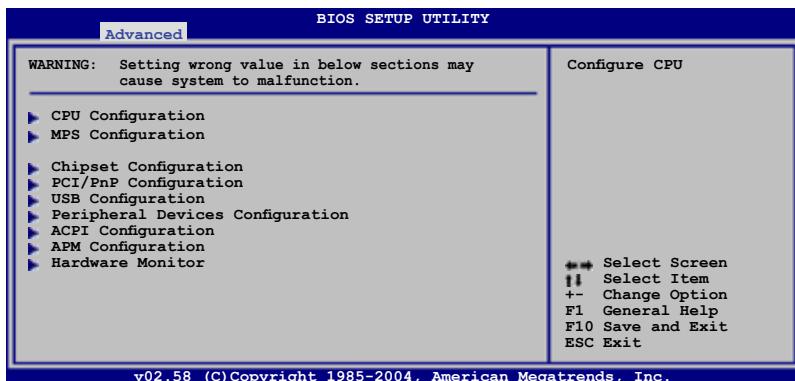 BIOS SETUP UTILITY
Advanced
WARNING: Setting wrong value in below sections may
cause system to malfunction.
CPU Configuration
MPS Configuration
Chipset Configuration
PCI/PnP Configuration
USB Configuration
Peripheral Devices Configuration
ACPI Configuration
APM Configuration
Hardware Monitor
Configure CPU
Select Screen
Select Item
+- Change Option
F1 General Help
F10 Save and Exit
ESC Exit
v02.58 (C)Copyright 1985-2004, American Megatrends, Inc.